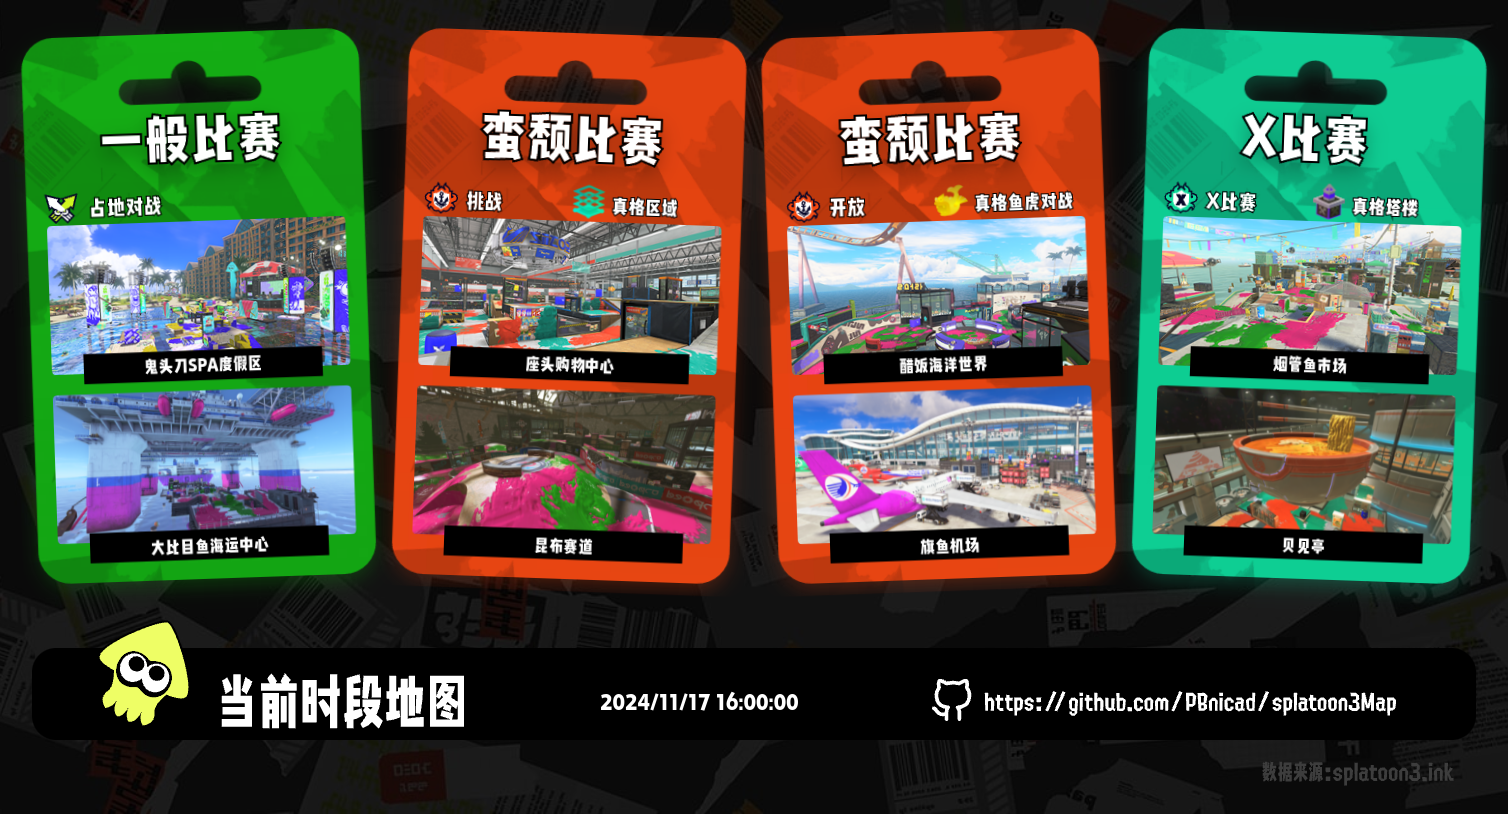 一般比赛
占地对战
鬼头刀SPA度假区
大比目鱼海运中心
蛮颓比赛
挑战
真格区域
座头购物中心
昆布赛道
蛮颓比赛
开放
真格鱼虎对战
醋饭海洋世界
旗鱼机场
X比赛
X比赛
真格塔楼
烟管鱼市场
贝见亭
当前时段地图
2024/11/17 16:00:00
https://github.com/PBnicad/splatoon3Map
数据来源:splatoon3.ink